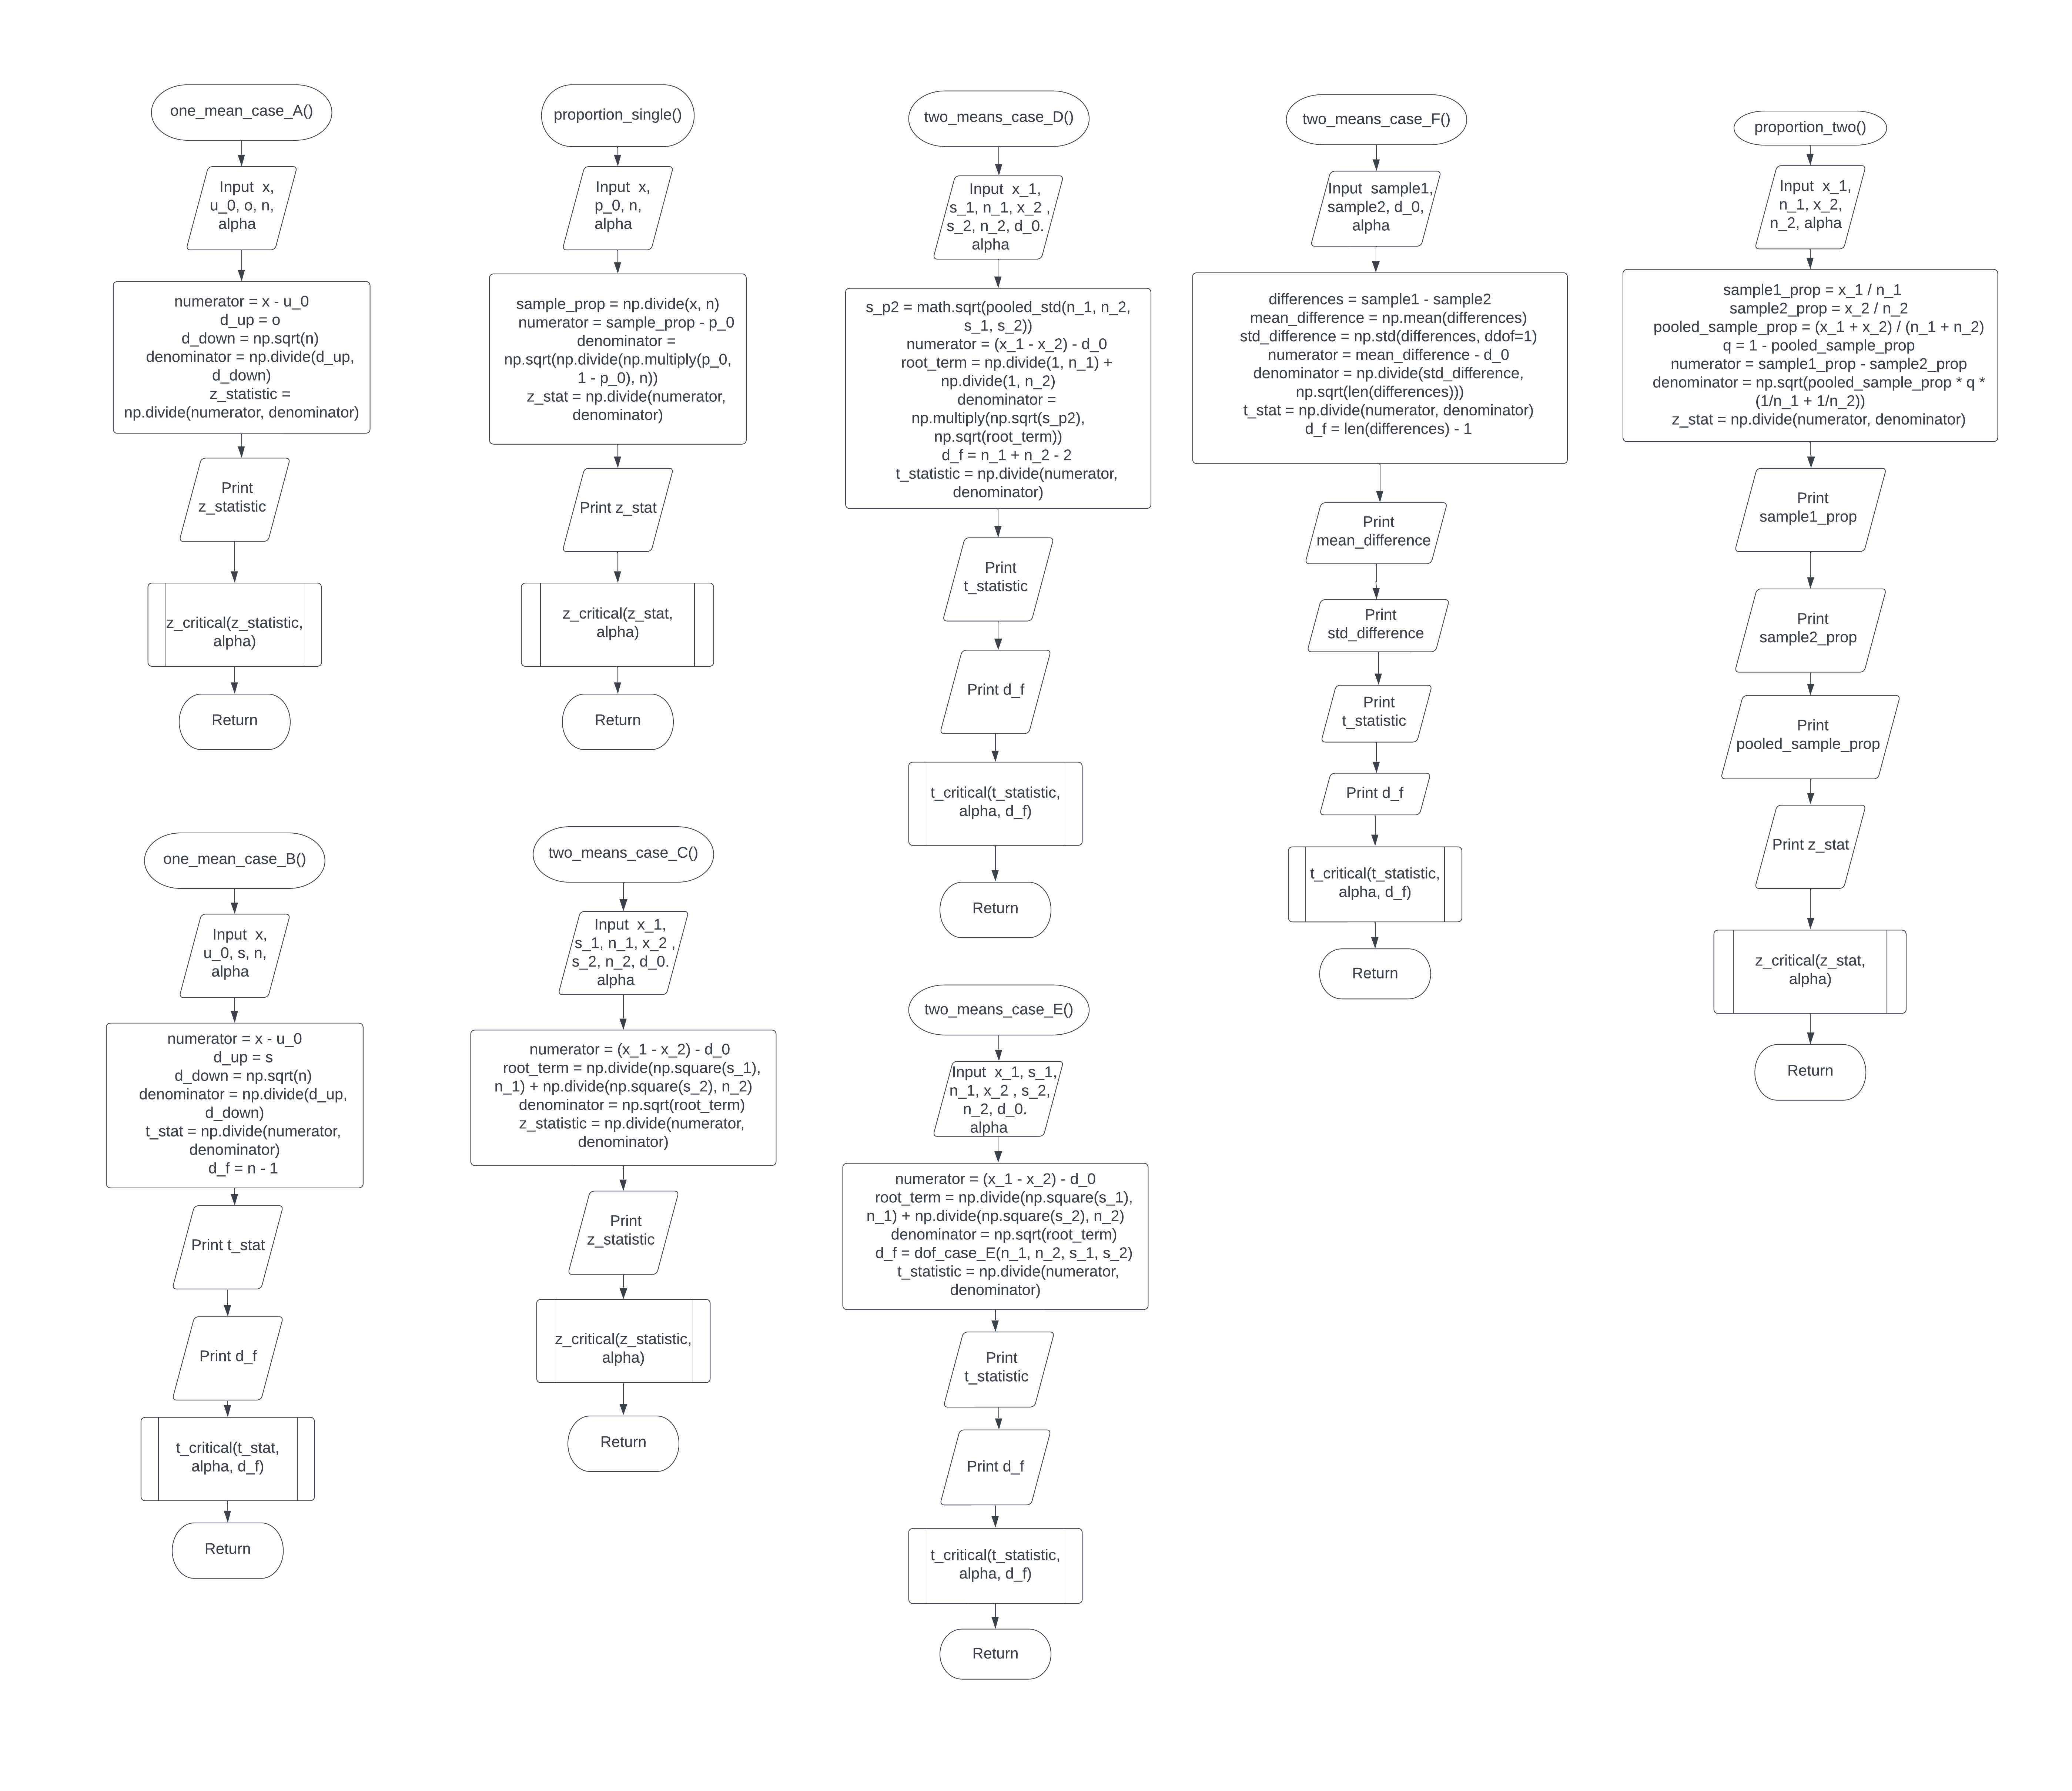 one_mean_case_A()
Input x,
u_0, o, n,
alpha
numerator = x - u_0
d_up = o
d_down = np.sqrt(n)
denominator = np.divide(d_up,
d_down)
z_statistic =
np.divide(numerator, denominator)
Print
z_statistic
z_critical(z_statistic,
alpha)
Return
one_mean_case_B()
Input x,
u_0, s, n,
alpha
numerator = x - u_0
d_up = s
d_down = np.sqrt(n)
denominator = np.divide(d_up,
d_down)
t_stat = np.divide(numerator,
denominator)
d_f = n - 1
Print t_stat
Print d_f
t_critical(t_stat,
alpha, d_f)
Return
proportion_single()
Input x,
p_0, n,
alpha
sample_prop = np.divide(x, n)
numerator = sample_prop - p_0
denominator =
np.sqrt(np.divide(np.multiply(p_0,
1 - p_0), n))
z_stat = np.divide(numerator,
denominator)
Print z_stat
z_critical(z_stat,
alpha)
Return
two_means_case_C()
Input x_1,
s_1, n_1, x_2 ,
s_2, n_2, d_0.
alpha
numerator = (x_1 - x_2) - d_0
root_term = np.divide(np.square(s_1),
n_1) + np.divide(np.square(s_2), n_2)
denominator = np.sqrt(root_term)
z_statistic = np.divide(numerator,
denominator)
Print
z_statistic
z_critical(z_statistic,
alpha)
Return
two_means_case_D()
Input x_1,
s_1, n_1, x_2 ,
s_2, n_2, d_0.
alpha
s_p2 = math.sqrt(pooled_std(n_1, n_2,
s_1, s_2))
numerator = (x_1 - x_2) - d_0
root_term = np.divide(1, n_1) +
np.divide(1, n_2)
denominator =
np.multiply(np.sqrt(s_p2),
np.sqrt(root_term))
d_f = n_1 + n_2 - 2
t_statistic = np.divide(numerator,
denominator)
Print
t_statistic
Print d_f
t_critical(t_statistic,
alpha, d_f)
Return
two_means_case_E()
Input x_1, s_1,
n_1, x_2 , s_2,
n_2, d_0.
alpha
numerator = (x_1 - x_2) - d_0
root_term = np.divide(np.square(s_1),
n_1) + np.divide(np.square(s_2), n_2)
denominator = np.sqrt(root_term)
d_f = dof_case_E(n_1, n_2, s_1, s_2)
t_statistic = np.divide(numerator,
denominator)
Print
t_statistic
Print d_f
t_critical(t_statistic,
alpha, d_f)
Return
two_means_case_F()
Input sample1,
sample2, d_0,
alpha
differences = sample1 - sample2
mean_difference = np.mean(differences)
std_difference = np.std(differences, ddof=1)
numerator = mean_difference - d_0
denominator = np.divide(std_difference,
np.sqrt(len(differences)))
t_stat = np.divide(numerator, denominator)
d_f = len(differences) - 1
Print
mean_difference
Print
std_difference
Print
t_statistic
Print d_f
t_critical(t_statistic,
alpha, d_f)
Return
proportion_two()
Input x_1,
n_1, x_2,
n_2, alpha
sample1_prop = x_1 / n_1
sample2_prop = x_2 / n_2
pooled_sample_prop = (x_1 + x_2) / (n_1 + n_2)
q = 1 - pooled_sample_prop
numerator = sample1_prop - sample2_prop
denominator = np.sqrt(pooled_sample_prop * q *
(1/n_1 + 1/n_2))
z_stat = np.divide(numerator, denominator)
Print
sample1_prop
Print
sample2_prop
Print
pooled_sample_prop
Print z_stat
z_critical(z_stat,
alpha)
Return